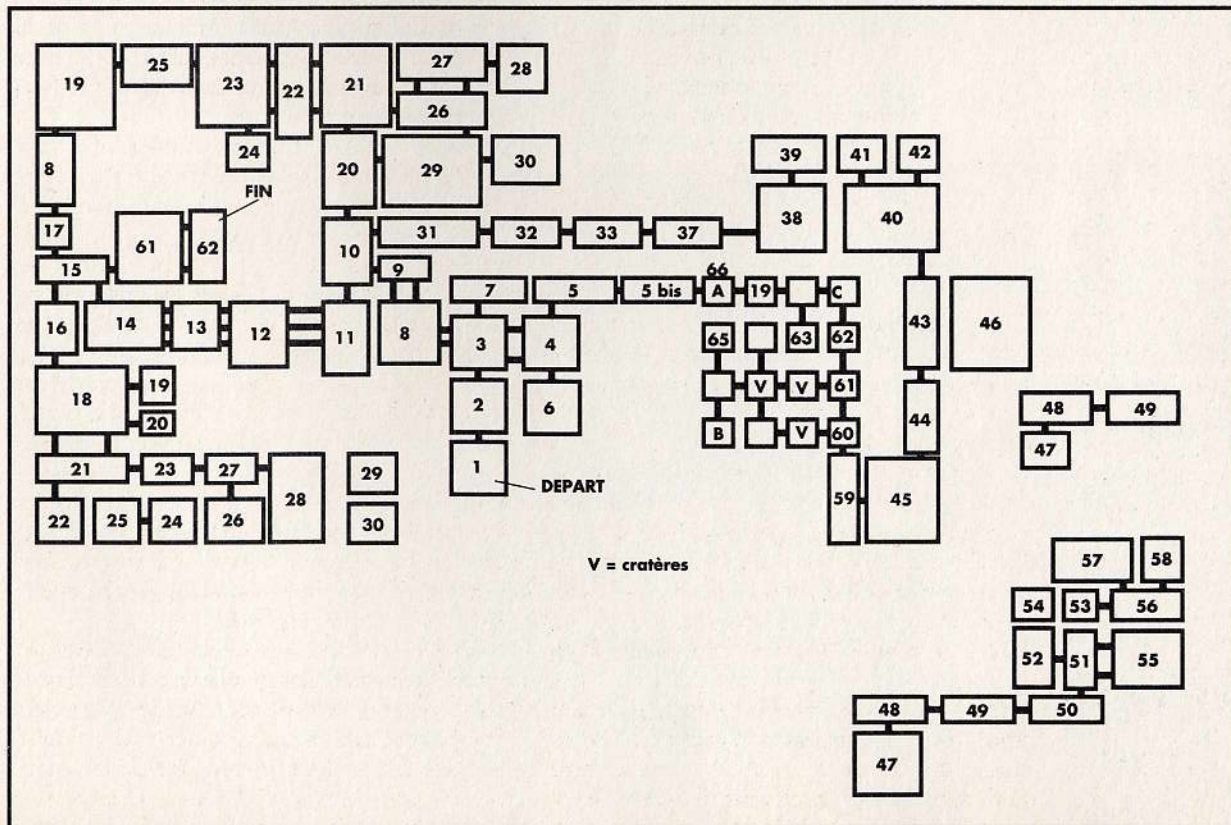 19 25 23 22 21 27 28
26
8 24 20 29 30 39 41 42
FIN
17 61 62 10 31 32 33 37 38 40
15 9 66
7 5 5 bis A 19 C
16 14 13 12 11 8 3 4 65 63 62 43 46
18 19 2 6 V V 61
20 B V 60 44 48 49
21 23 27 28 1 47
DEPART
29 59 45
22 25 24 26 30
V = cratères
57 58
54 53 56
52 51 55
48 49 50
47